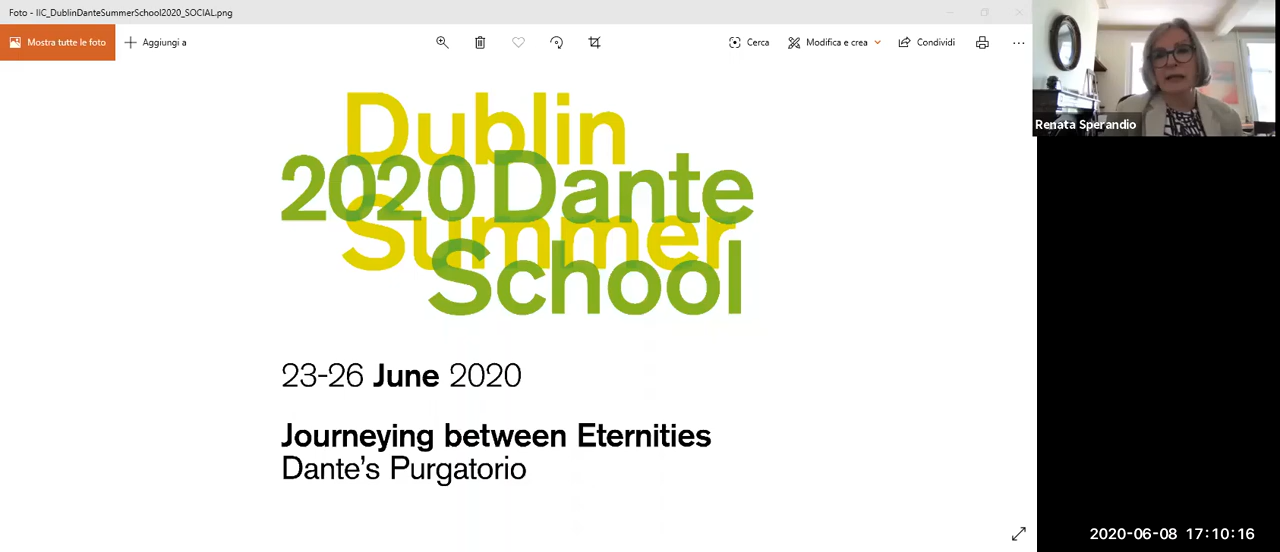 Foto - IIC_DublinDanteSummerSchool2020_SOCIAL.png
Mostra tutte le foto
Aggiungi a
Cerca
Modifica e crea
Condividi
Renata Sperandio
Dublin
2020 Dante
Summer
School
23-26 June 2020
Journeying between Eternities
Dante's Purgatorio
2020-06-08 17:10:16